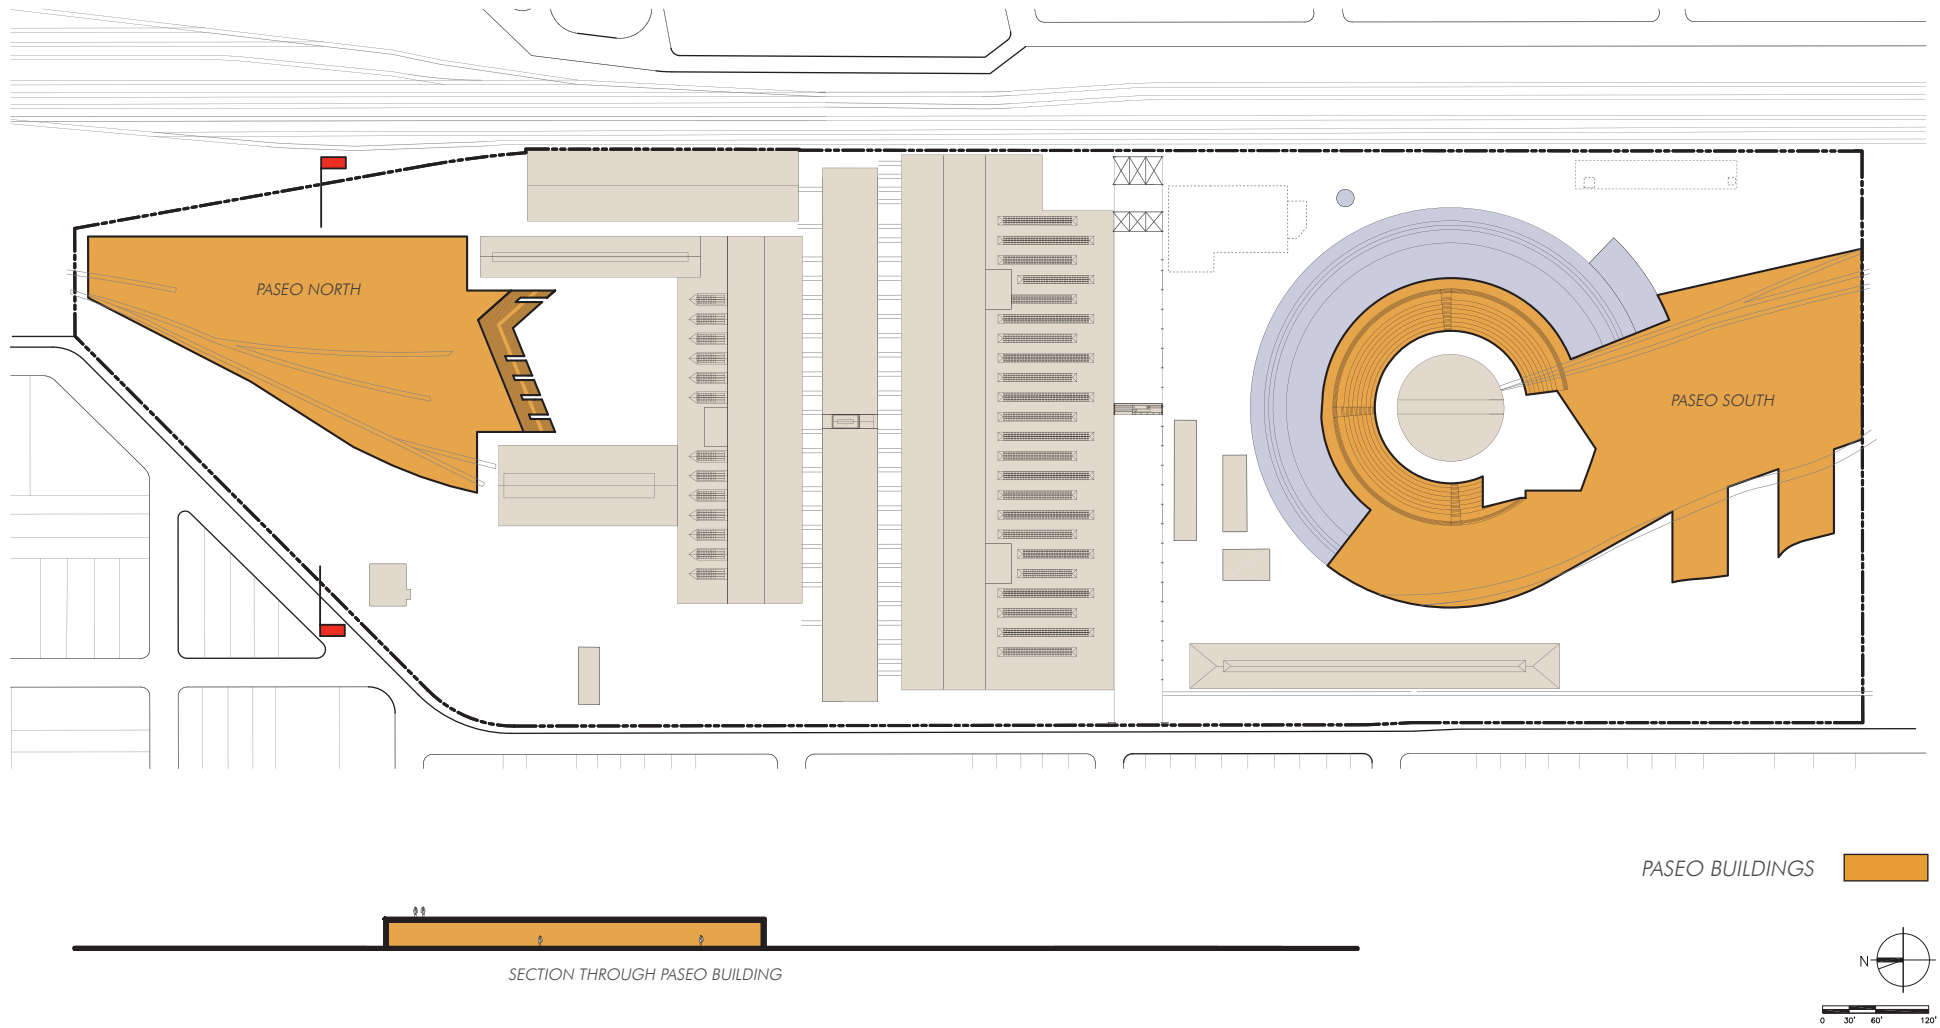 PASEO NORTH
PASEO SOUTH
PASEO BUILDINGS
SECTION THROUGH PASEO BUILDING
N
0 30' 60' 120'